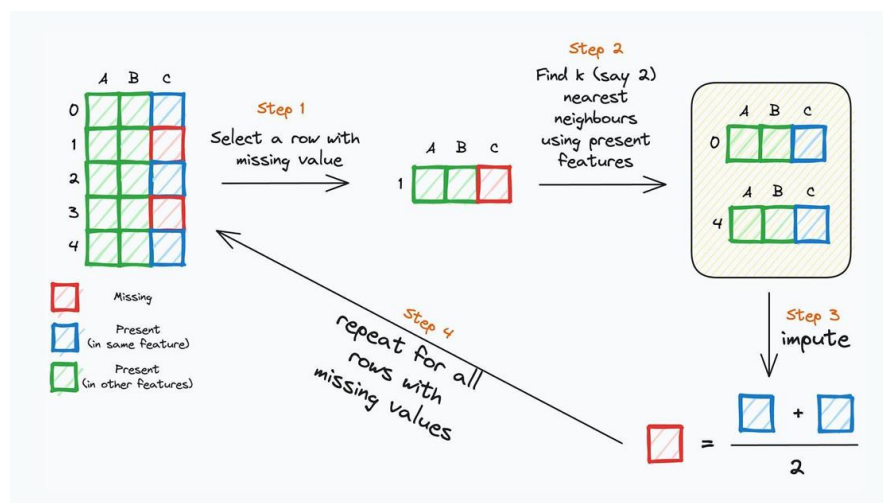 A B C
0
1
2
3
4
Missing
Present
(in same feature)
Present
(in other features)
Step 1
Select a row with
missing value
A B C
1
Step 2
Find k (say 2)
nearest
neighbours
using present
features
A B C
0
A B C
4
Step 3
impute
= +
2
Step 4
repeat for all
rows with
missing values